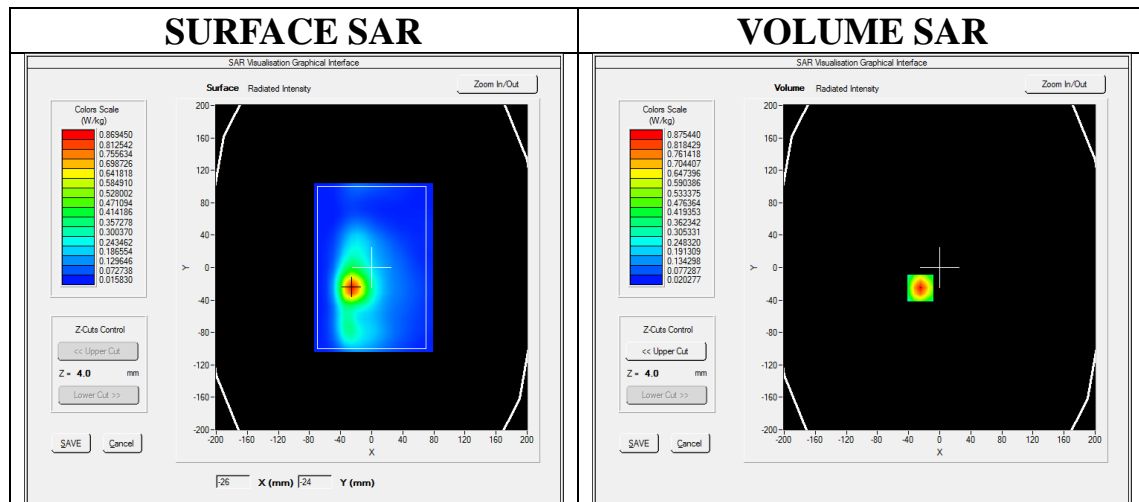 SURFACE SAR
VOLUME SAR
SAR Visualisation Graphical Interface
Surface Radiated Intensity
Zoom In/Out
Colors Scale
(W/kg)
0.869450
0.812542
0.755634
0.698726
0.641818
0.584910
0.528002
0.471094
0.414186
0.357278
0.300370
0.243462
0.186554
0.129646
0.072738
0.015830
Z-Cuts Control
<< Upper Cut
Z = 4.0 mm
Lower Cut >>
SAVE Cancel
200
160
120
80
40
0
-40
-80
-120
-160
-200
Y
-200 -160 -120 -80 -40 0 40 80 120 160 200
X
-26 X (mm) -24 Y (mm)
SAR Visualisation Graphical Interface
Volume Radiated Intensity
Zoom In/Out
Colors Scale
(W/kg)
0.875440
0.818429
0.761418
0.704407
0.647396
0.590386
0.533375
0.476364
0.419353
0.362342
0.305331
0.248320
0.191309
0.134298
0.077287
0.020277
Z-Cuts Control
<< Upper Cut
Z = 4.0 mm
Lower Cut >>
SAVE Cancel
200
160
120
80
40
0
-40
-80
-120
-160
-200
Y
-200 -160 -120 -80 -40 0 40 80 120 160 200
X